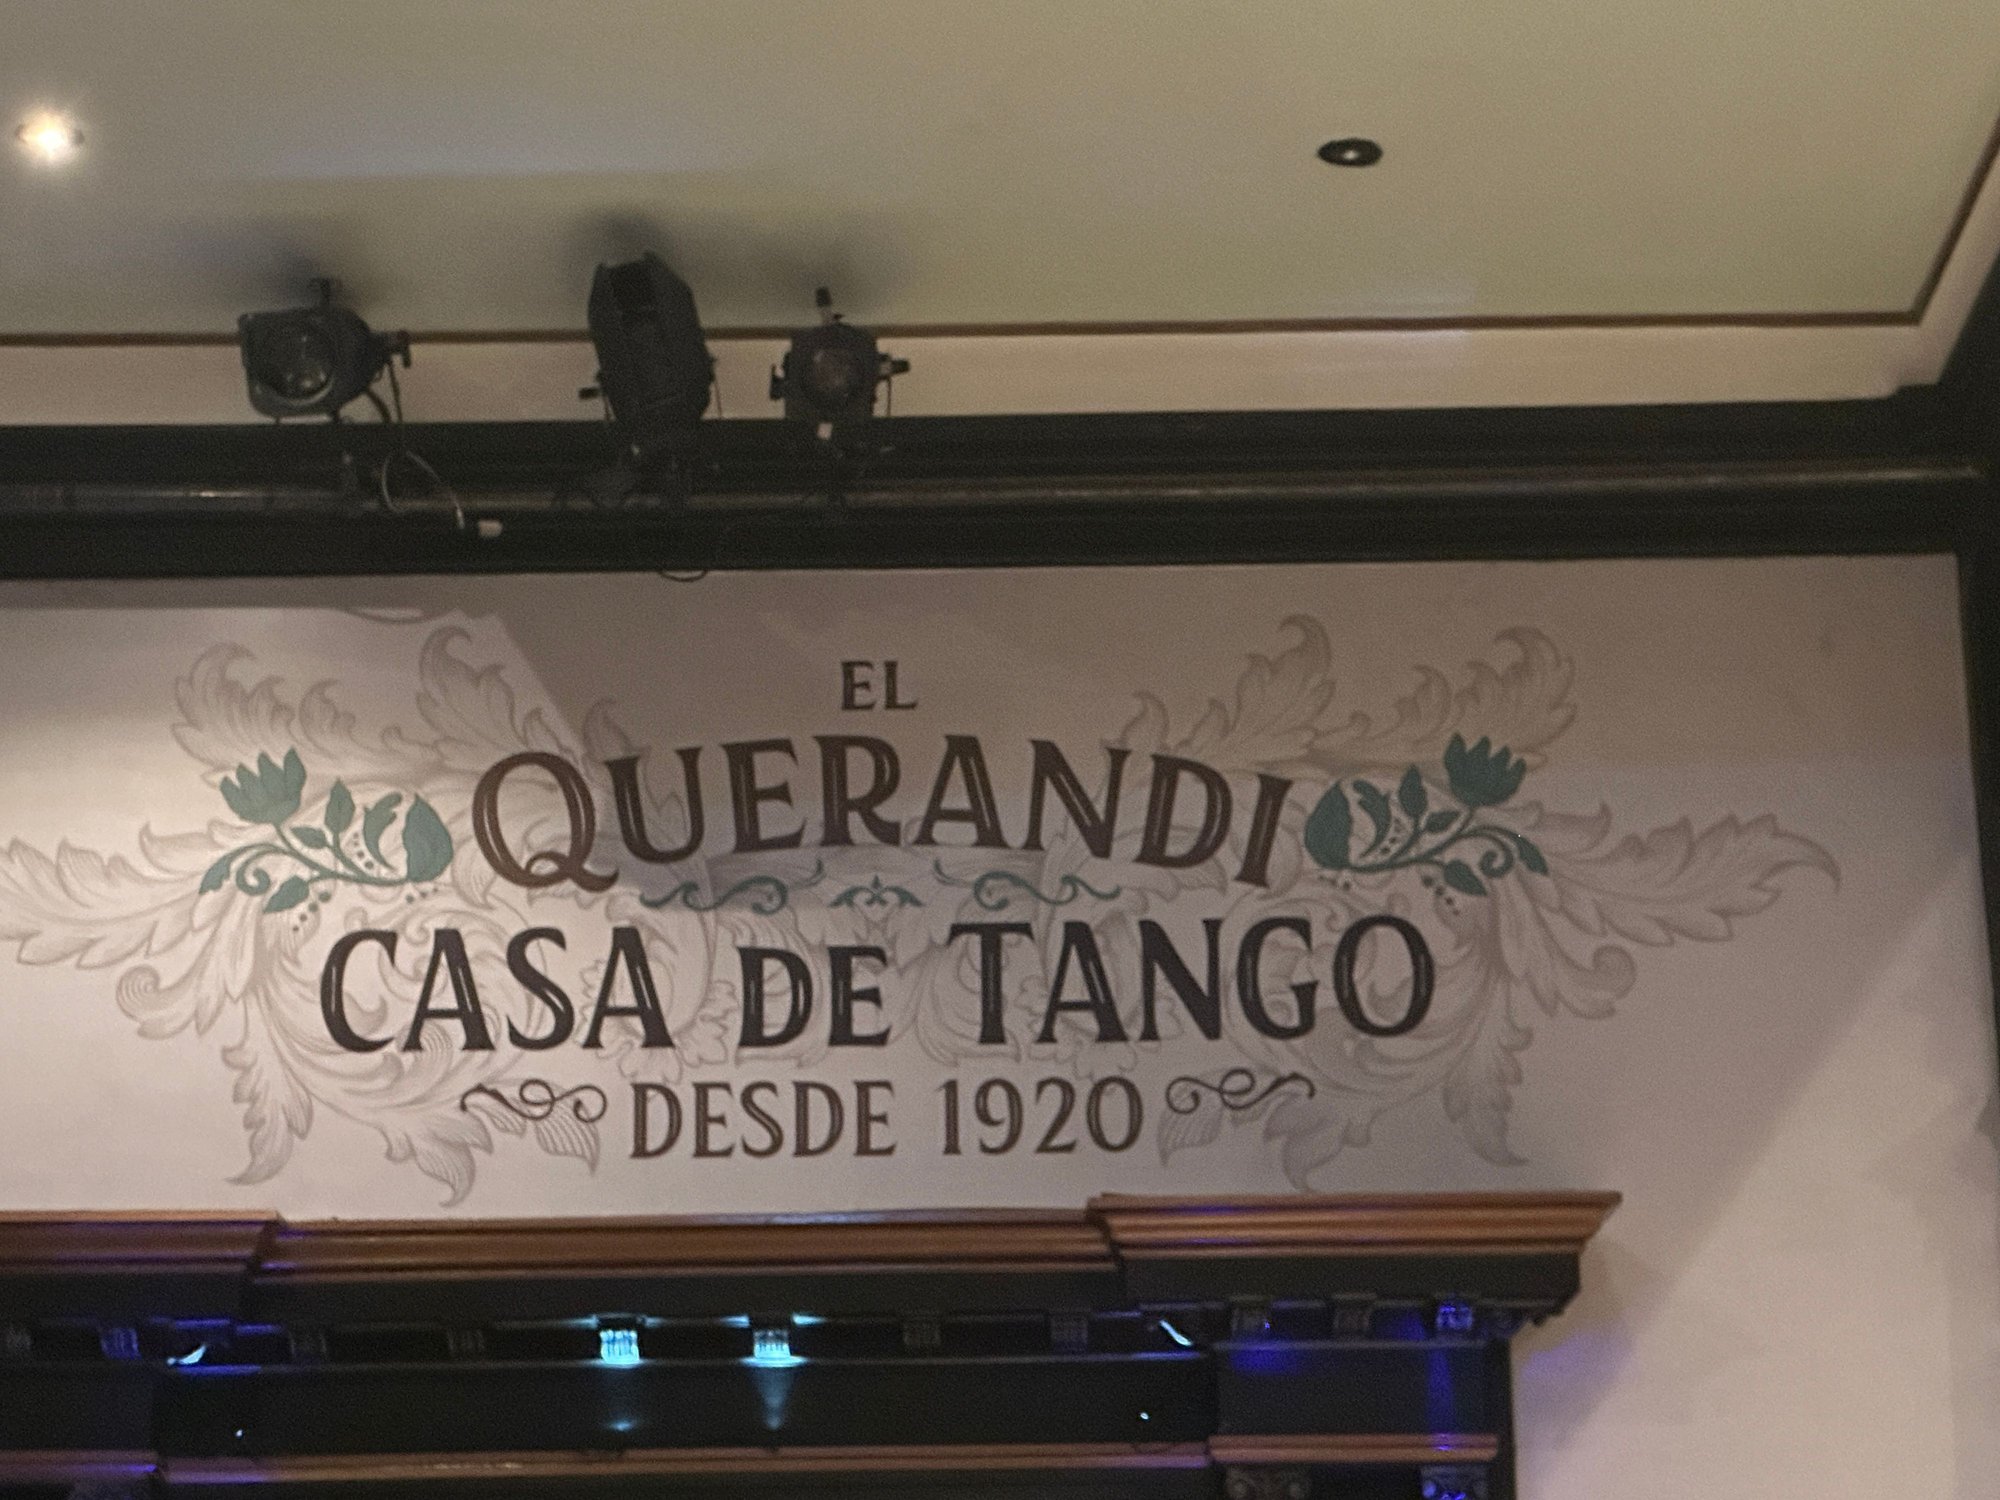 EL
QUERANDI
CASA DE TANGO
DESDE 1920